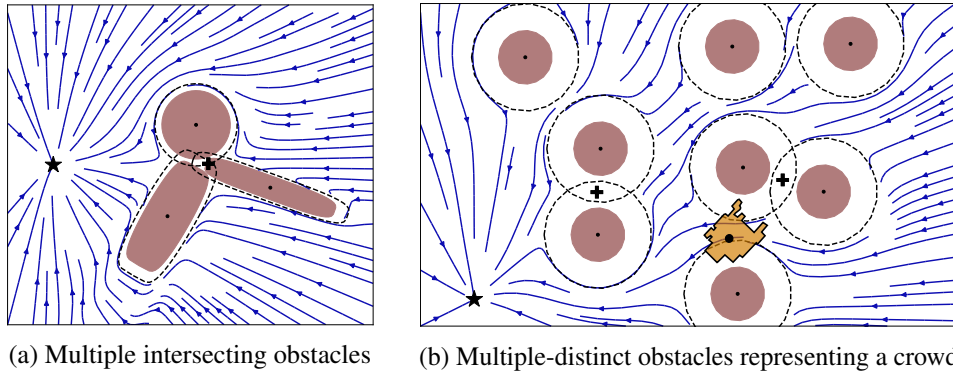 (a) Multiple intersecting obstacles
(b) Multiple-distinct obstacles representing a crowd